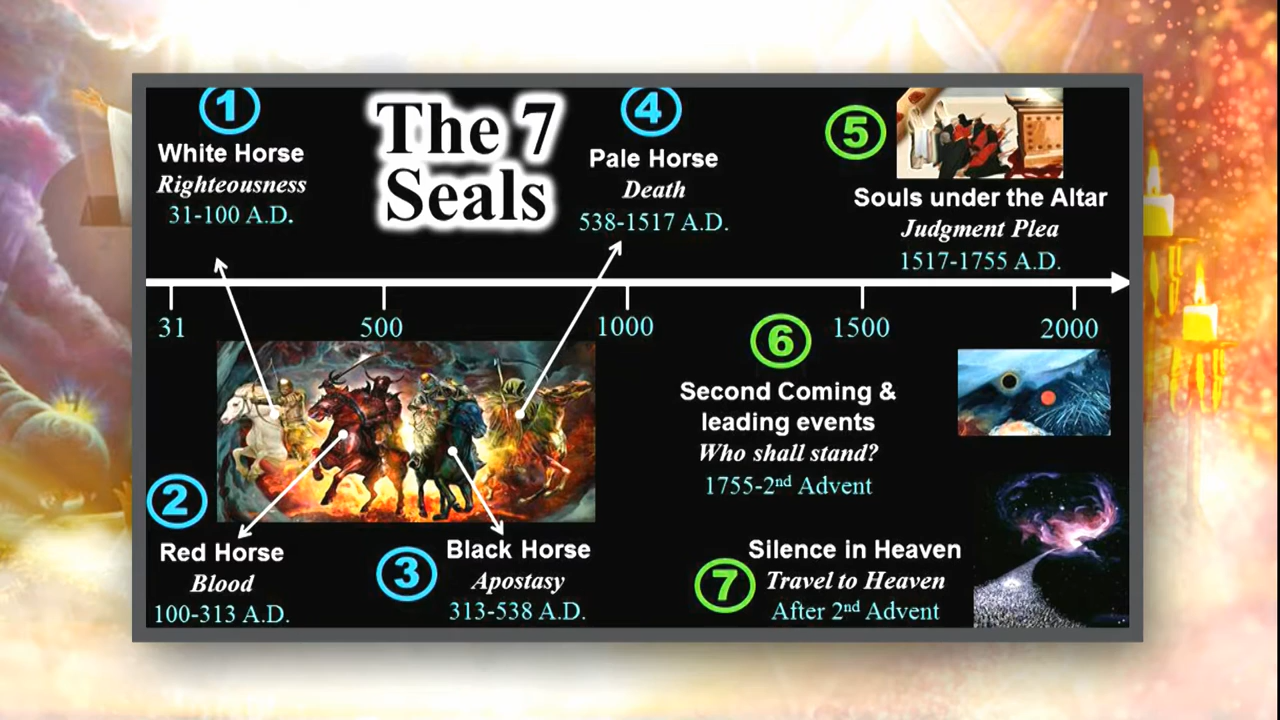 1
White Horse
Righteousness
31-100 A.D.
The 7
Seals
4
Pale Horse
Death
538-1517 A.D.
5
Souls under the Altar
Judgment Plea
1517-1755 A.D.
31
500
1000
1500
2000
6
Second Coming &
leading events
Who shall stand?
1755-2nd Advent
2
Red Horse
Blood
100-313 A.D.
3
Black Horse
Apostasy
313-538 A.D.
7
Silence in Heaven
Travel to Heaven
After 2nd Advent